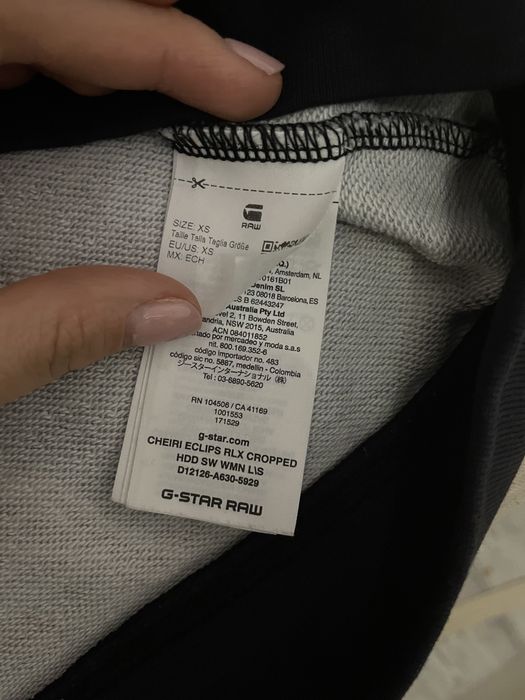 RAW
SIZE: XS
Taille Talla Taglia Größe
EU/US: XS
MX: ECH
Amsterdam, NL
0161B01
Denim SL
123 08018 Barcelona, ES
S B 62443247
Australia Pty Ltd
vel 2, 11 Bowden Street,
andria, NSW 2015, Australia
ACN 084011852
tado por mercadeo y moda s.a.s
nit. 800.169.352-6
código importador no. 483
código sic no. 5887, medellin - Colombia
ジースターインターナショナル (株)
Tel : 03-6890-5620
RN 104506 / CA 41169
1001553
171529
g-star.com
CHEIRI ECLIPS RLX CROPPED
HDD SW WMN L\S
D12126-A630-5929
G-STAR RAW